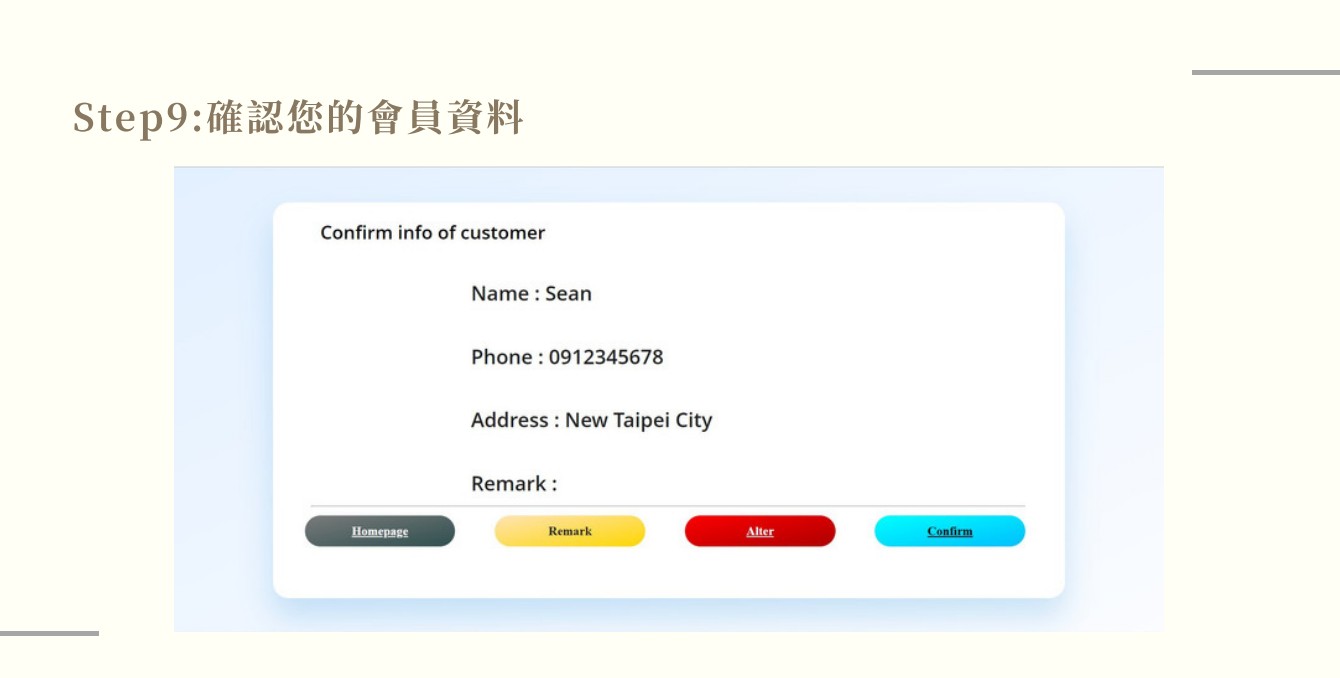 Step9:確認您的會員資料
Confirm info of customer
Name : Sean
Phone : 0912345678
Address : New Taipei City
Remark :
Homepage Remark Alter Confirm